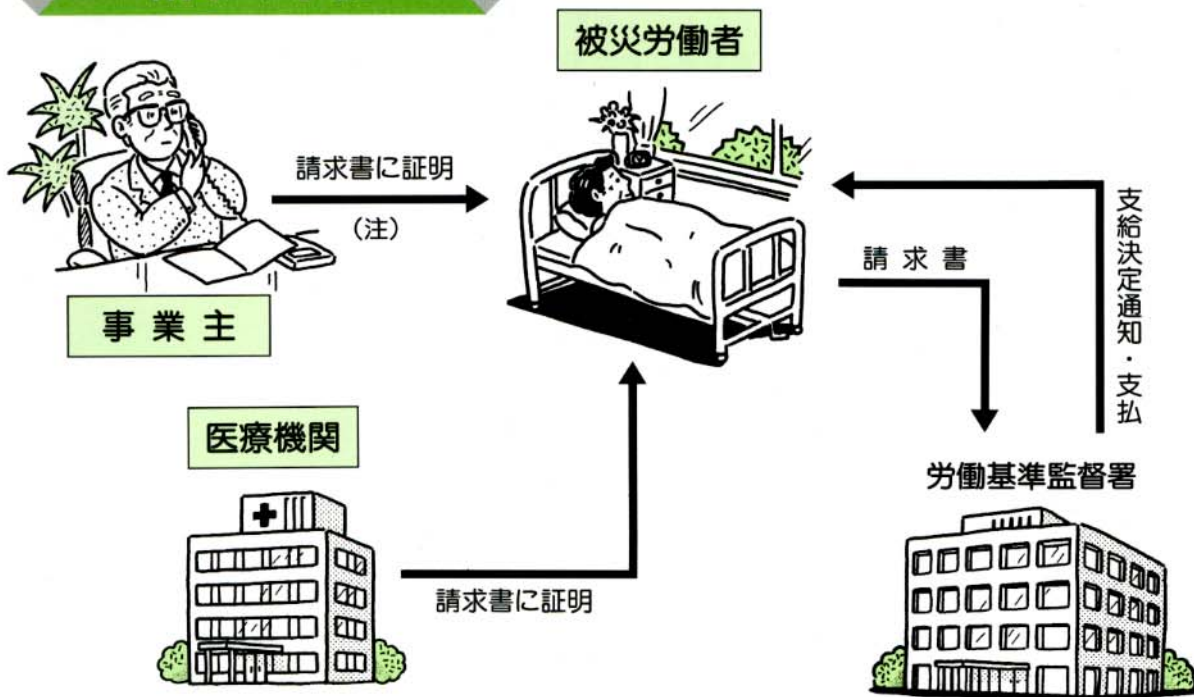 被災労働者
請求書に証明
(注)
事業主
支給決定通知・支払
請求書
医療機関
請求書に証明
労働基準監督署